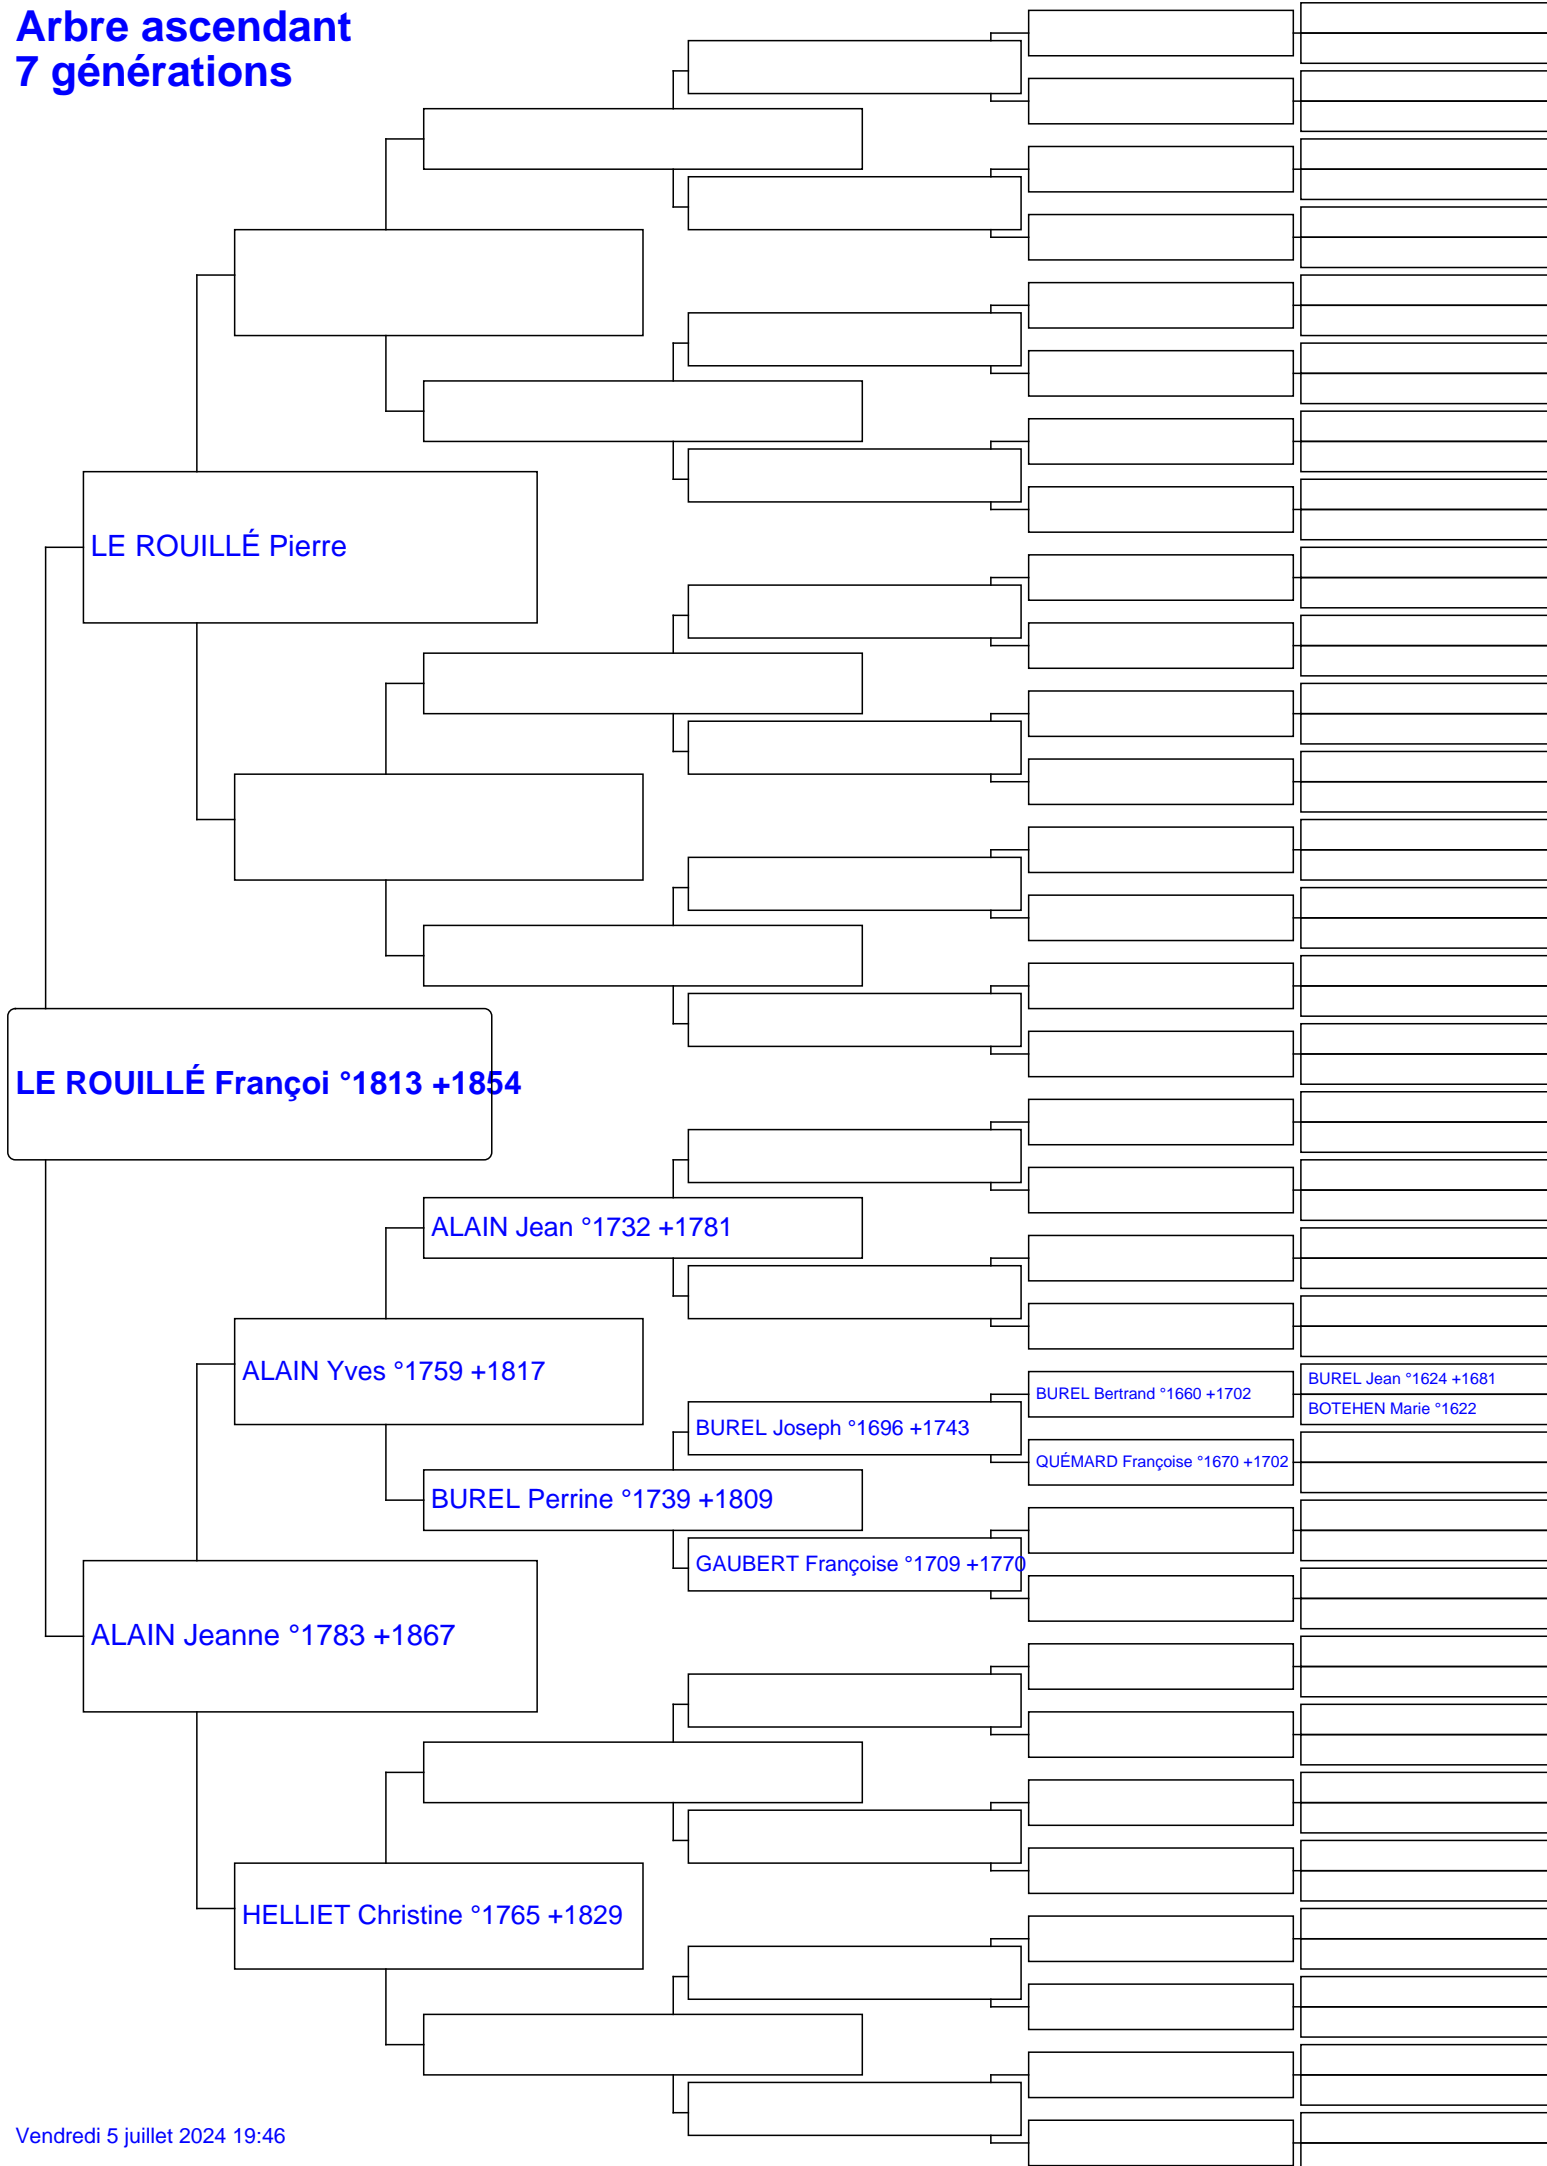 Arbre ascendant
7 générations
LE ROUILLÉ Pierre
LE ROUILLÉ Françoi °1813 +1854
ALAIN Jean °1732 +1781
ALAIN Yves °1759 +1817
BUREL Jean °1624 +1681
BUREL Bertrand °1660 +1702
BOTEHEN Marie °1622
BUREL Joseph °1696 +1743
QUÉMARD Françoise °1670 +1702
BUREL Perrine °1739 +1809
GAUBERT Françoise °1709 +1770
ALAIN Jeanne °1783 +1867
HELLIET Christine °1765 +1829
Vendredi 5 juillet 2024 19:46